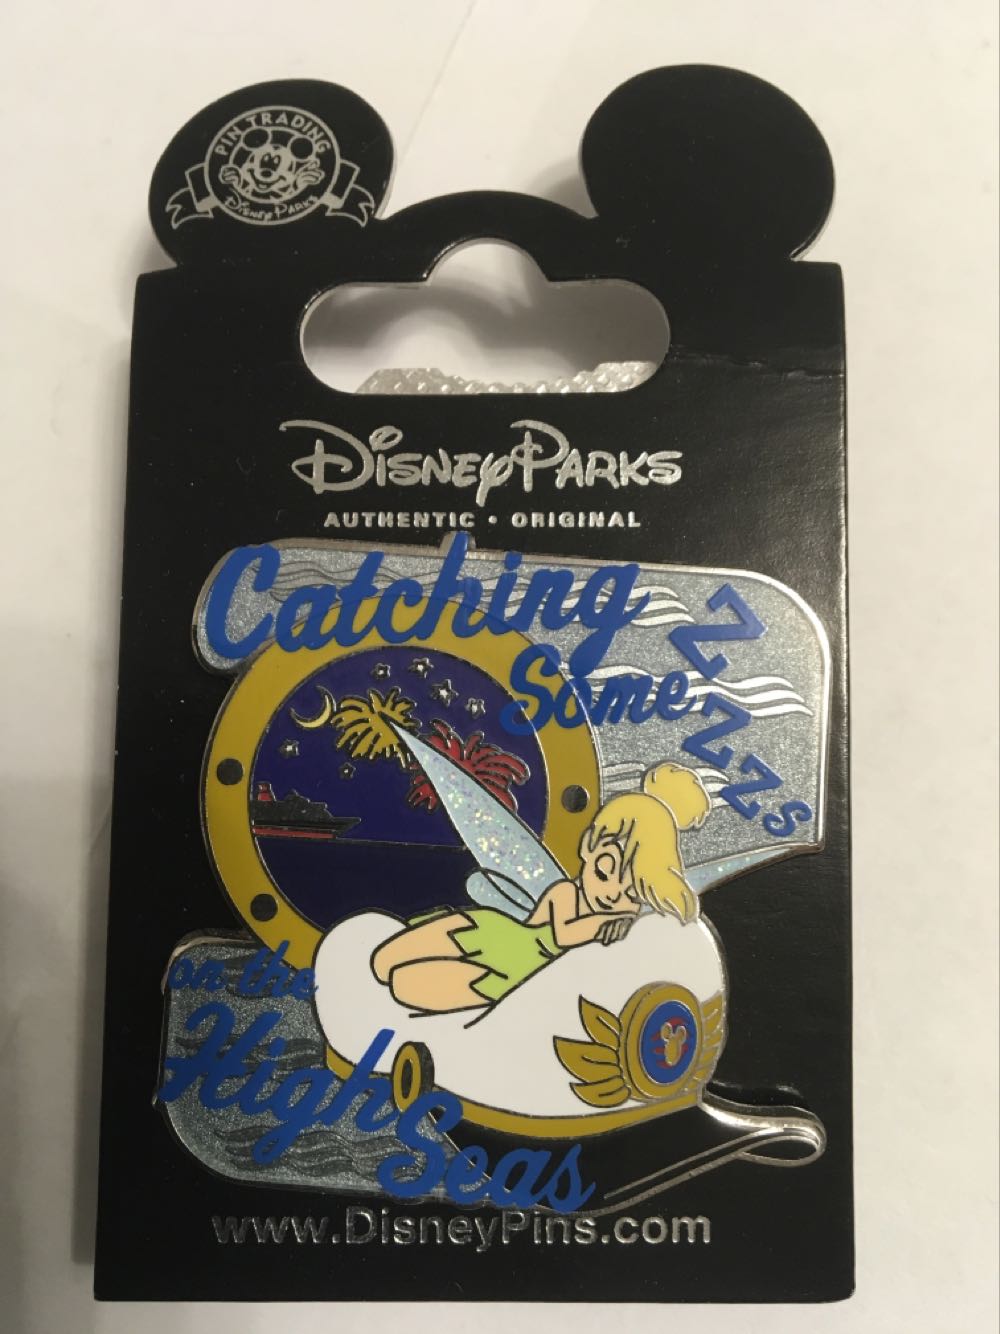 PIN TRADING
Disney Parks
Disney Parks
AUTHENTIC • ORIGINAL
Catching
Some
ZZZs
on the
High
Seas
www.DisneyPins.com